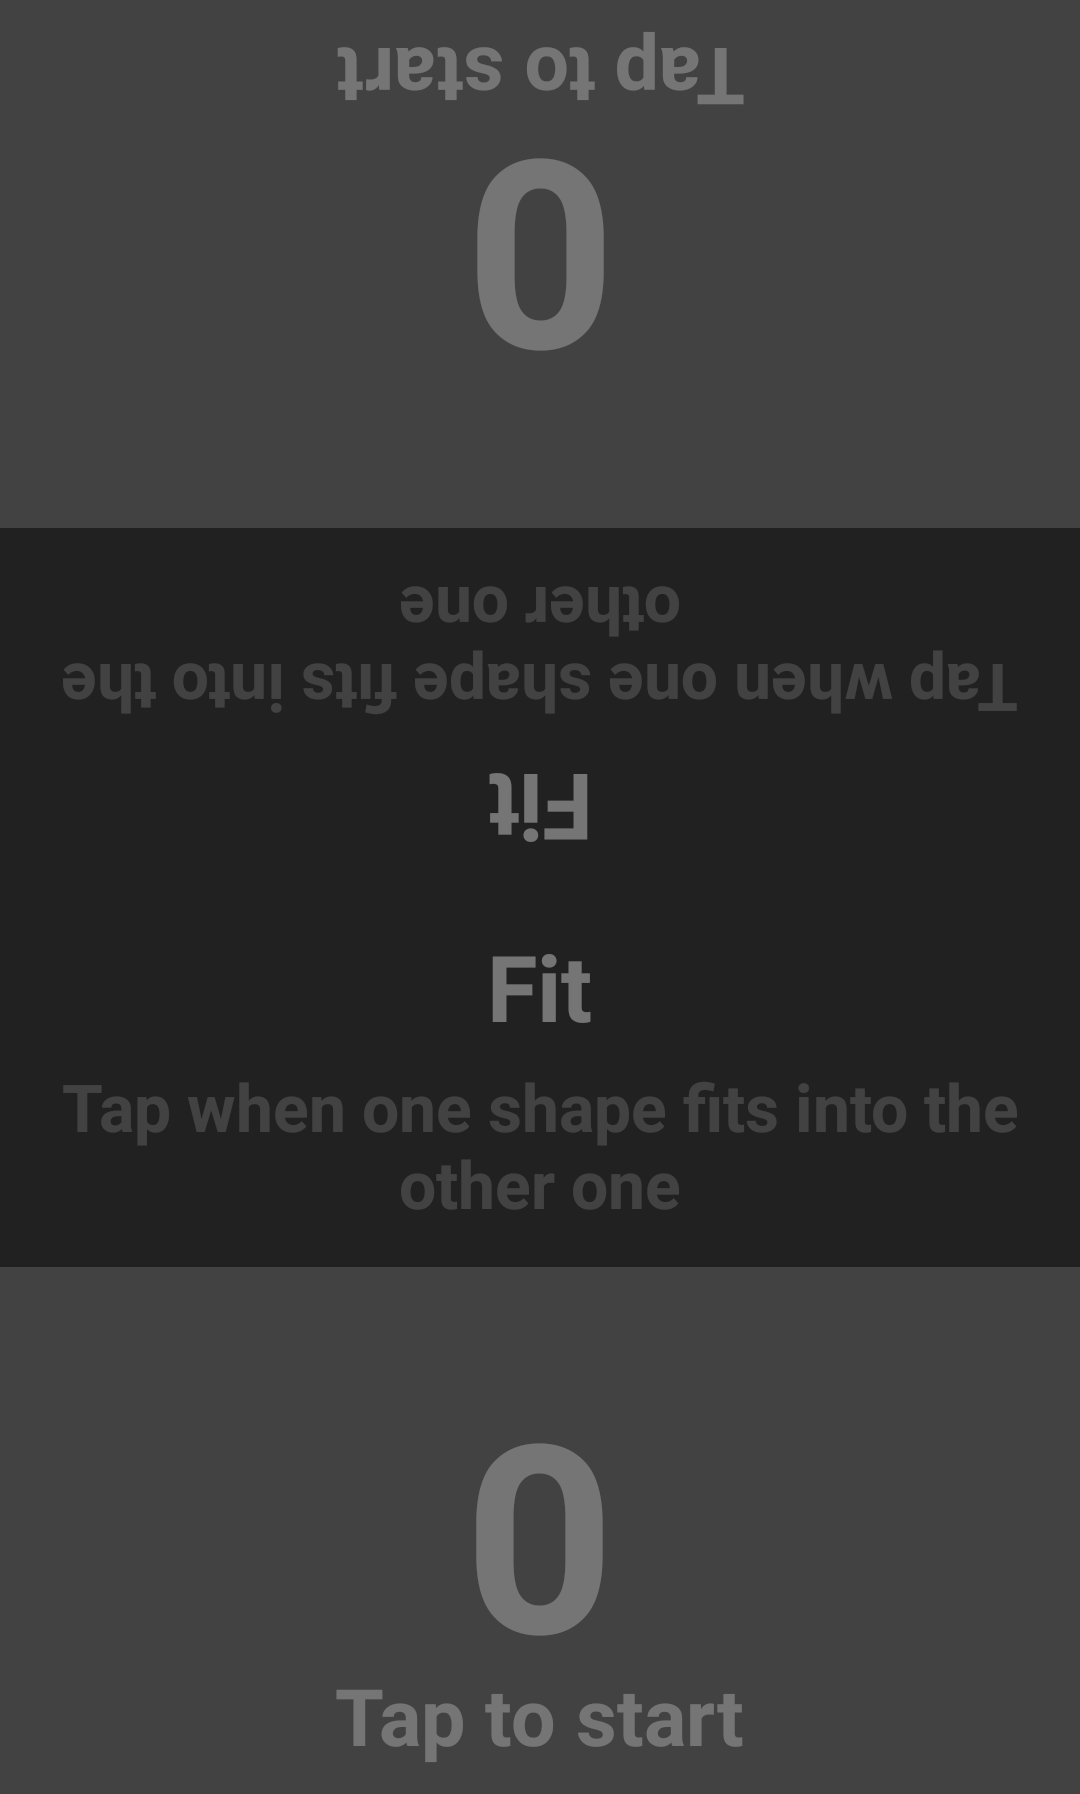 Tap to start
0
Tap when one shape fits into the
other one
Fit
Fit
Tap when one shape fits into the
other one
0
Tap to start